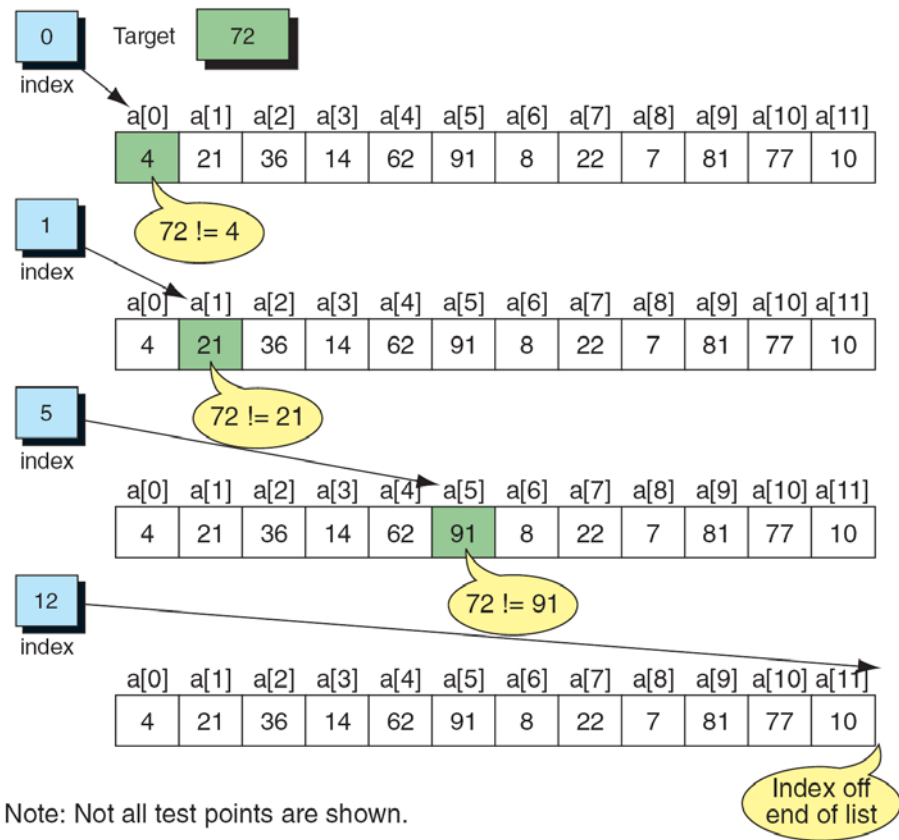 0 Target 72
index
a[0] a[1] a[2] a[3] a[4] a[5] a[6] a[7] a[8] a[9] a[10] a[11]
4 21 36 14 62 91 8 22 7 81 77 10
72 != 4
1
index
a[0] a[1] a[2] a[3] a[4] a[5] a[6] a[7] a[8] a[9] a[10] a[11]
4 21 36 14 62 91 8 22 7 81 77 10
72 != 21
5
index
a[0] a[1] a[2] a[3] a[4] a[5] a[6] a[7] a[8] a[9] a[10] a[11]
4 21 36 14 62 91 8 22 7 81 77 10
72 != 91
12
index
a[0] a[1] a[2] a[3] a[4] a[5] a[6] a[7] a[8] a[9] a[10] a[11]
4 21 36 14 62 91 8 22 7 81 77 10
Index off
end of list
Note: Not all test points are shown.